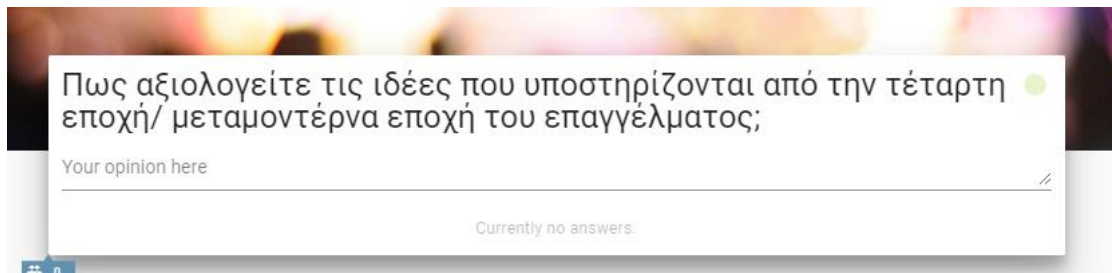 Πως αξιολογείτε τις ιδέες που υποστηρίζονται από την τέταρτη
εποχή/ μεταμοντέρνα εποχή του επαγγέλματος;
Your opinion here
Currently no answers.